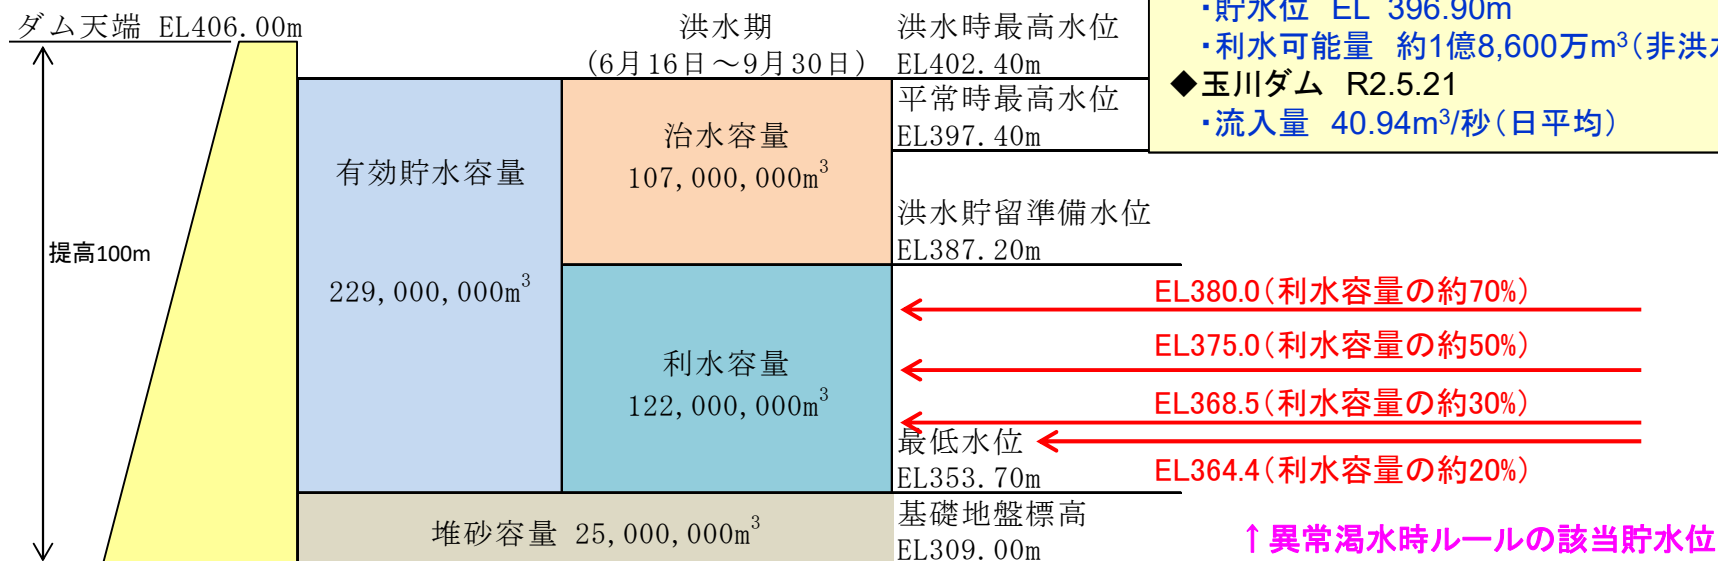 ダム天端 EL406.00m
提高100m
洪水期
(6月16日～9月30日)
有効貯水容量
229,000,000m³
治水容量
107,000,000m³
利水容量
122,000,000m³
堆砂容量 25,000,000m³
洪水時最高水位
EL402.40m
平常時最高水位
EL397.40m
洪水貯留準備水位
EL387.20m
最低水位
EL353.70m
基礎地盤標高
EL309.00m
・貯水位 EL 396.90m
・利水可能量 約1億8,600万m³(非洪
◆玉川ダム R2.5.21
・流入量 40.94m³/秒(日平均)
EL380.0(利水容量の約70%)
EL375.0(利水容量の約50%)
EL368.5(利水容量の約30%)
EL364.4(利水容量の約20%)
↑異常渇水時ルールの該当貯水位